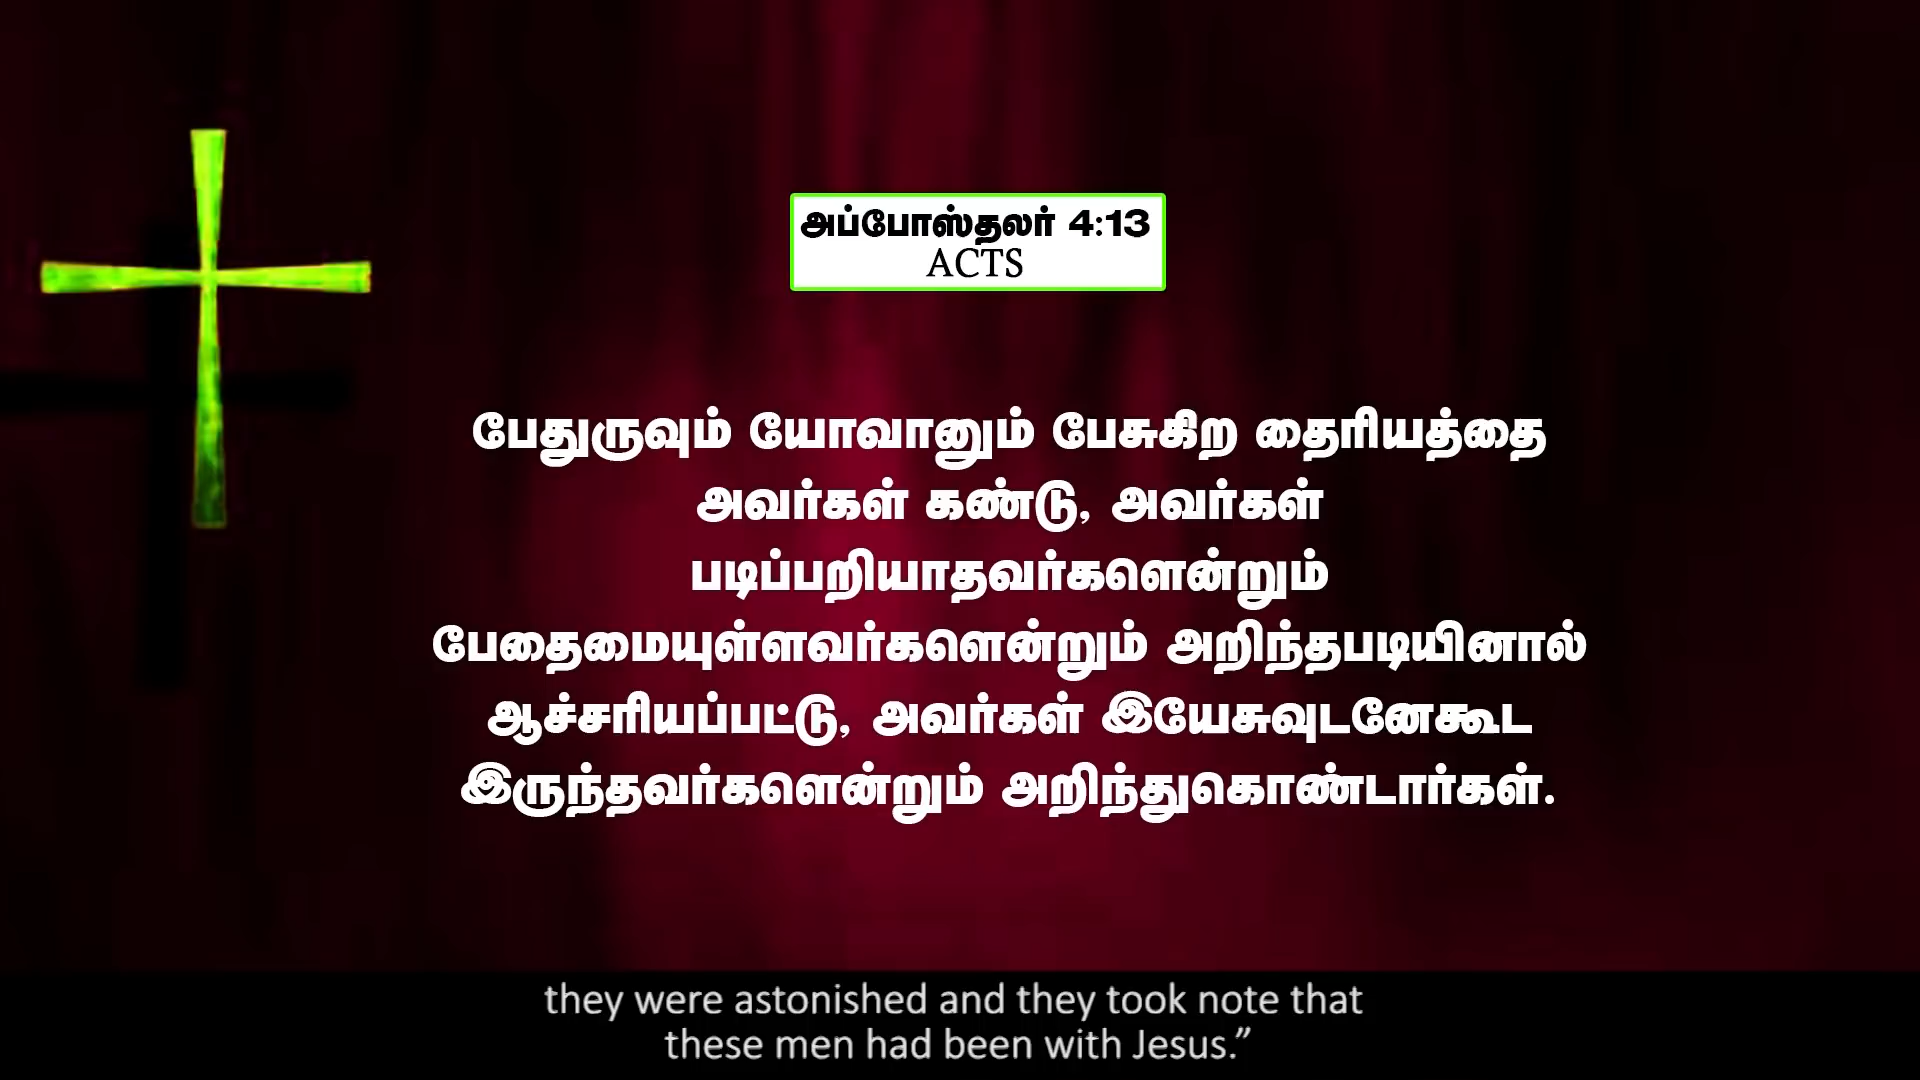 அப்போஸ்தலர் 4:13
ACTS
பேதுருவும் யோவானும் பேசுகிற தைரியத்தை
அவர்கள் கண்டு, அவர்கள்
படிப்பறியாதவர்களென்றும்
பேதைமையுள்ளவர்களென்றும் அறிந்தபடியினால்
ஆச்சரியப்பட்டு, அவர்கள் இயேசுவுடனேகூட
இருந்தவர்களென்றும் அறிந்துகொண்டார்கள்.
they were astonished and they took note that
these men had been with Jesus.”